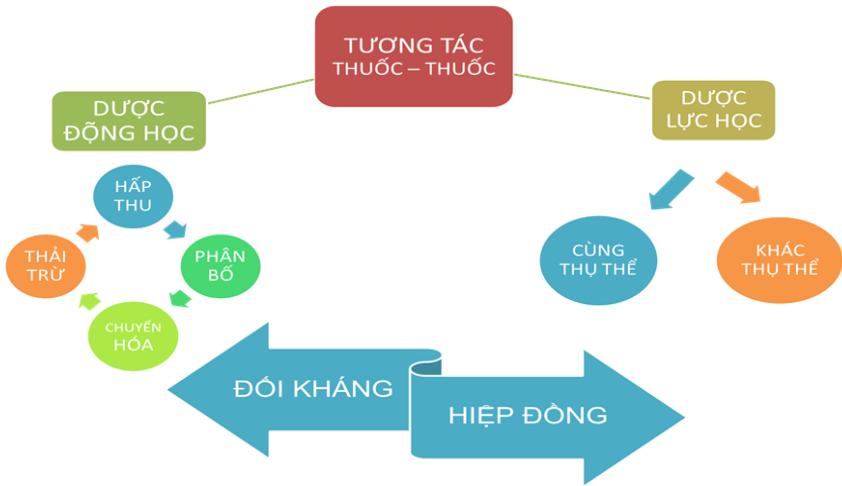 TƯƠNG TÁC
THUỐC – THUỐC
DƯỢC
ĐỘNG HỌC
DƯỢC
LỰC HỌC
HẤP
THU
PHÂN
BỐ
CHUYỂN
HÓA
THẢI
TRỪ
CÙNG
THỤ THỂ
KHÁC
THỤ THỂ
ĐỐI KHÁNG
HIỆP ĐỒNG